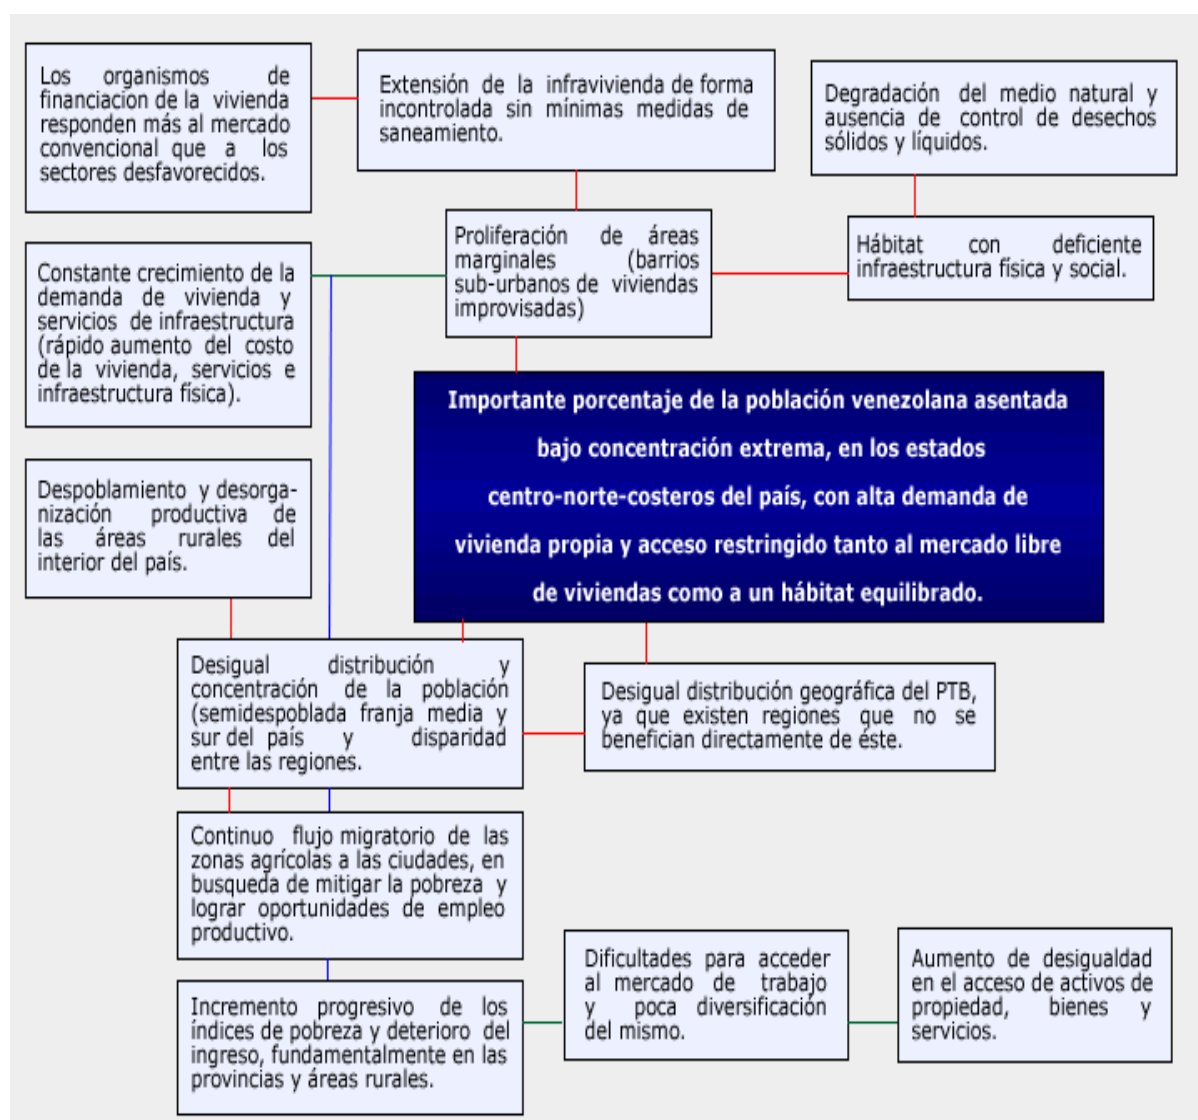 Los organismos de
financiacion de la vivienda
responden más al mercado
convencional que a los
sectores desfavorecidos.
Extensión de la infravivienda de forma
incontrolada sin mínimas medidas de
saneamiento.
Degradación del medio natural y
ausencia de control de desechos
sólidos y líquidos.
Proliferación de áreas
marginales (barrios
sub-urbanos de viviendas
improvisadas)
Hábitat con deficiente
infraestructura física y social.
Constante crecimiento de la
demanda de vivienda y
servicios de infraestructura
(rápido aumento del costo
de la vivienda, servicios e
infraestructura física).
Importante porcentaje de la población venezolana asentada
bajo concentración extrema, en los estados
centro-norte-costeros del país, con alta demanda de
vivienda propia y acceso restringido tanto al mercado libre
de viviendas como a un hábitat equilibrado.
Despoblamiento y desorga-
nización productiva de
las áreas rurales del
interior del país.
Desigual distribución y
concentración de la población
(semidespoblada franja media y
sur del país y disparidad
entre las regiones.
Desigual distribución geográfica del PTB,
ya que existen regiones que no se
benefician directamente de éste.
Continuo flujo migratorio de las
zonas agrícolas a las ciudades, en
busqueda de mitigar la pobreza y
lograr oportunidades de empleo
productivo.
Incremento progresivo de los
índices de pobreza y deterioro del
ingreso, fundamentalmente en las
provincias y áreas rurales.
Dificultades para acceder
al mercado de trabajo
y poca diversificación
del mismo.
Aumento de desigualdad
en el acceso de activos de
propiedad, bienes y
servicios.